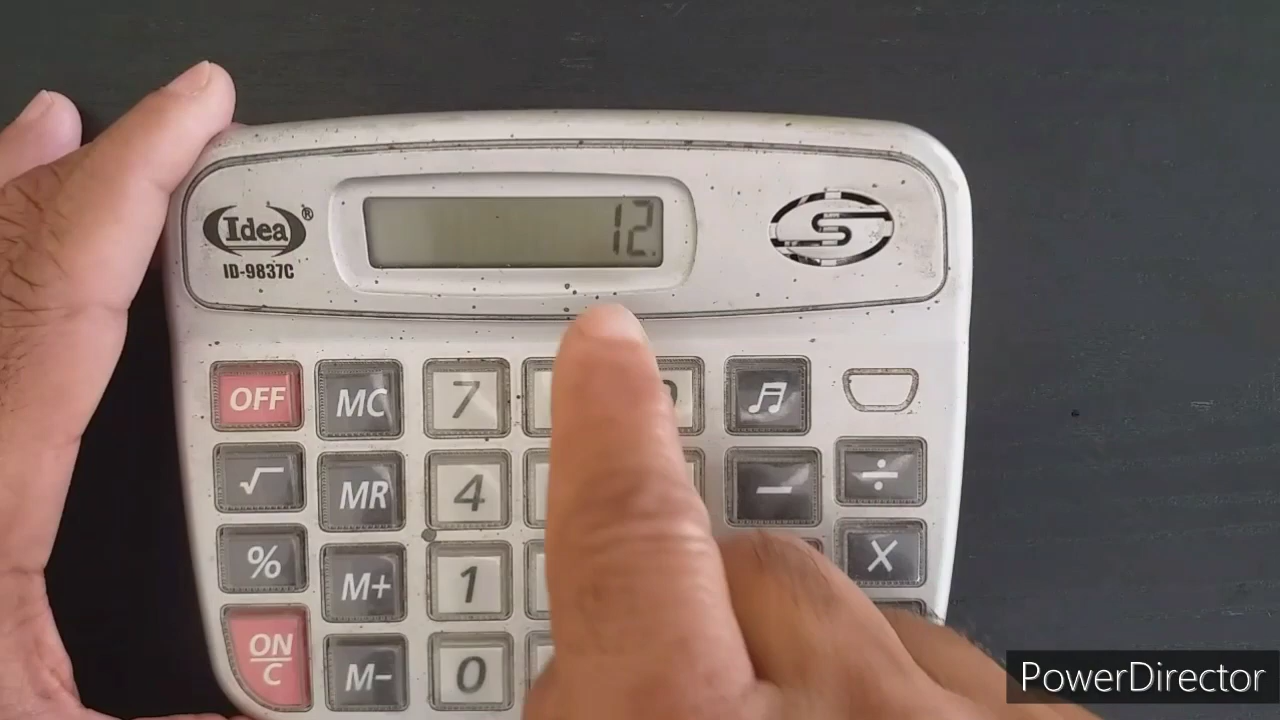 Idea®
ID-9837C
12.
OFF MC 7
√ MR 4 − ÷
% M+ 1 X
ON/C M− 0
PowerDirector